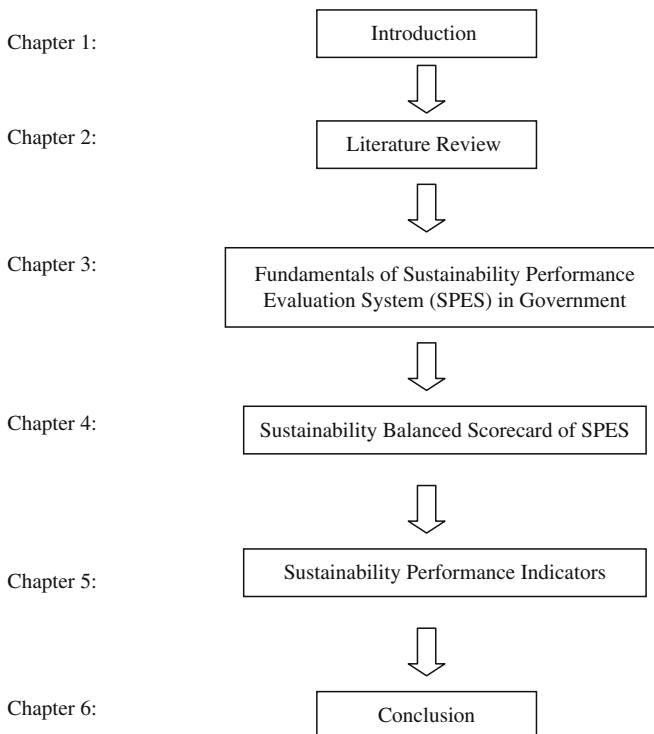 Chapter 1:
Introduction
Chapter 2:
Literature Review
Chapter 3:
Fundamentals of Sustainability Performance
Evaluation System (SPES) in Government
Chapter 4:
Sustainability Balanced Scorecard of SPES
Chapter 5:
Sustainability Performance Indicators
Chapter 6:
Conclusion